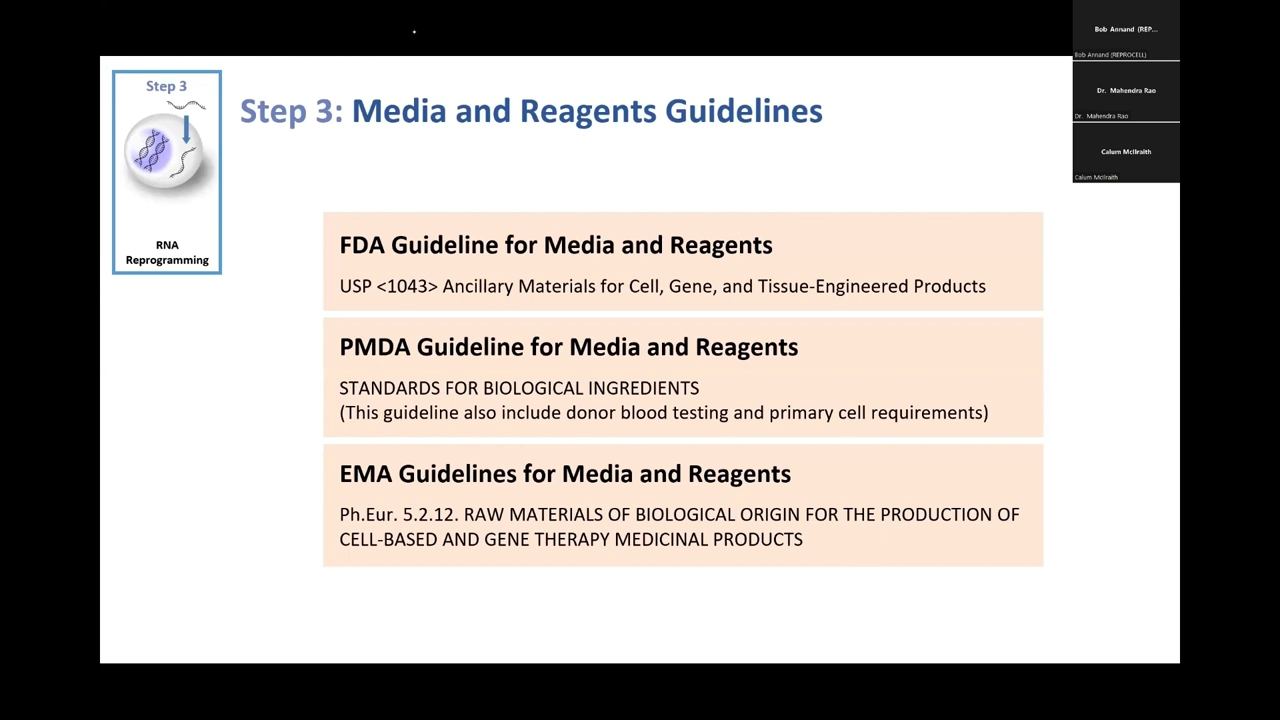 Step 3
RNA
Reprogramming
Step 3: Media and Reagents Guidelines
FDA Guideline for Media and Reagents
USP <1043> Ancillary Materials for Cell, Gene, and Tissue-Engineered Products
PMDA Guideline for Media and Reagents
STANDARDS FOR BIOLOGICAL INGREDIENTS
(This guideline also include donor blood testing and primary cell requirements)
EMA Guidelines for Media and Reagents
Ph.Eur. 5.2.12. RAW MATERIALS OF BIOLOGICAL ORIGIN FOR THE PRODUCTION OF
CELL-BASED AND GENE THERAPY MEDICINAL PRODUCTS
Bob Annand (REP...
Bob Annand (REPROCELL)
Dr. Mahendra Rao
Dr. Mahendra Rao
Calum McIlraith
Calum McIlraith